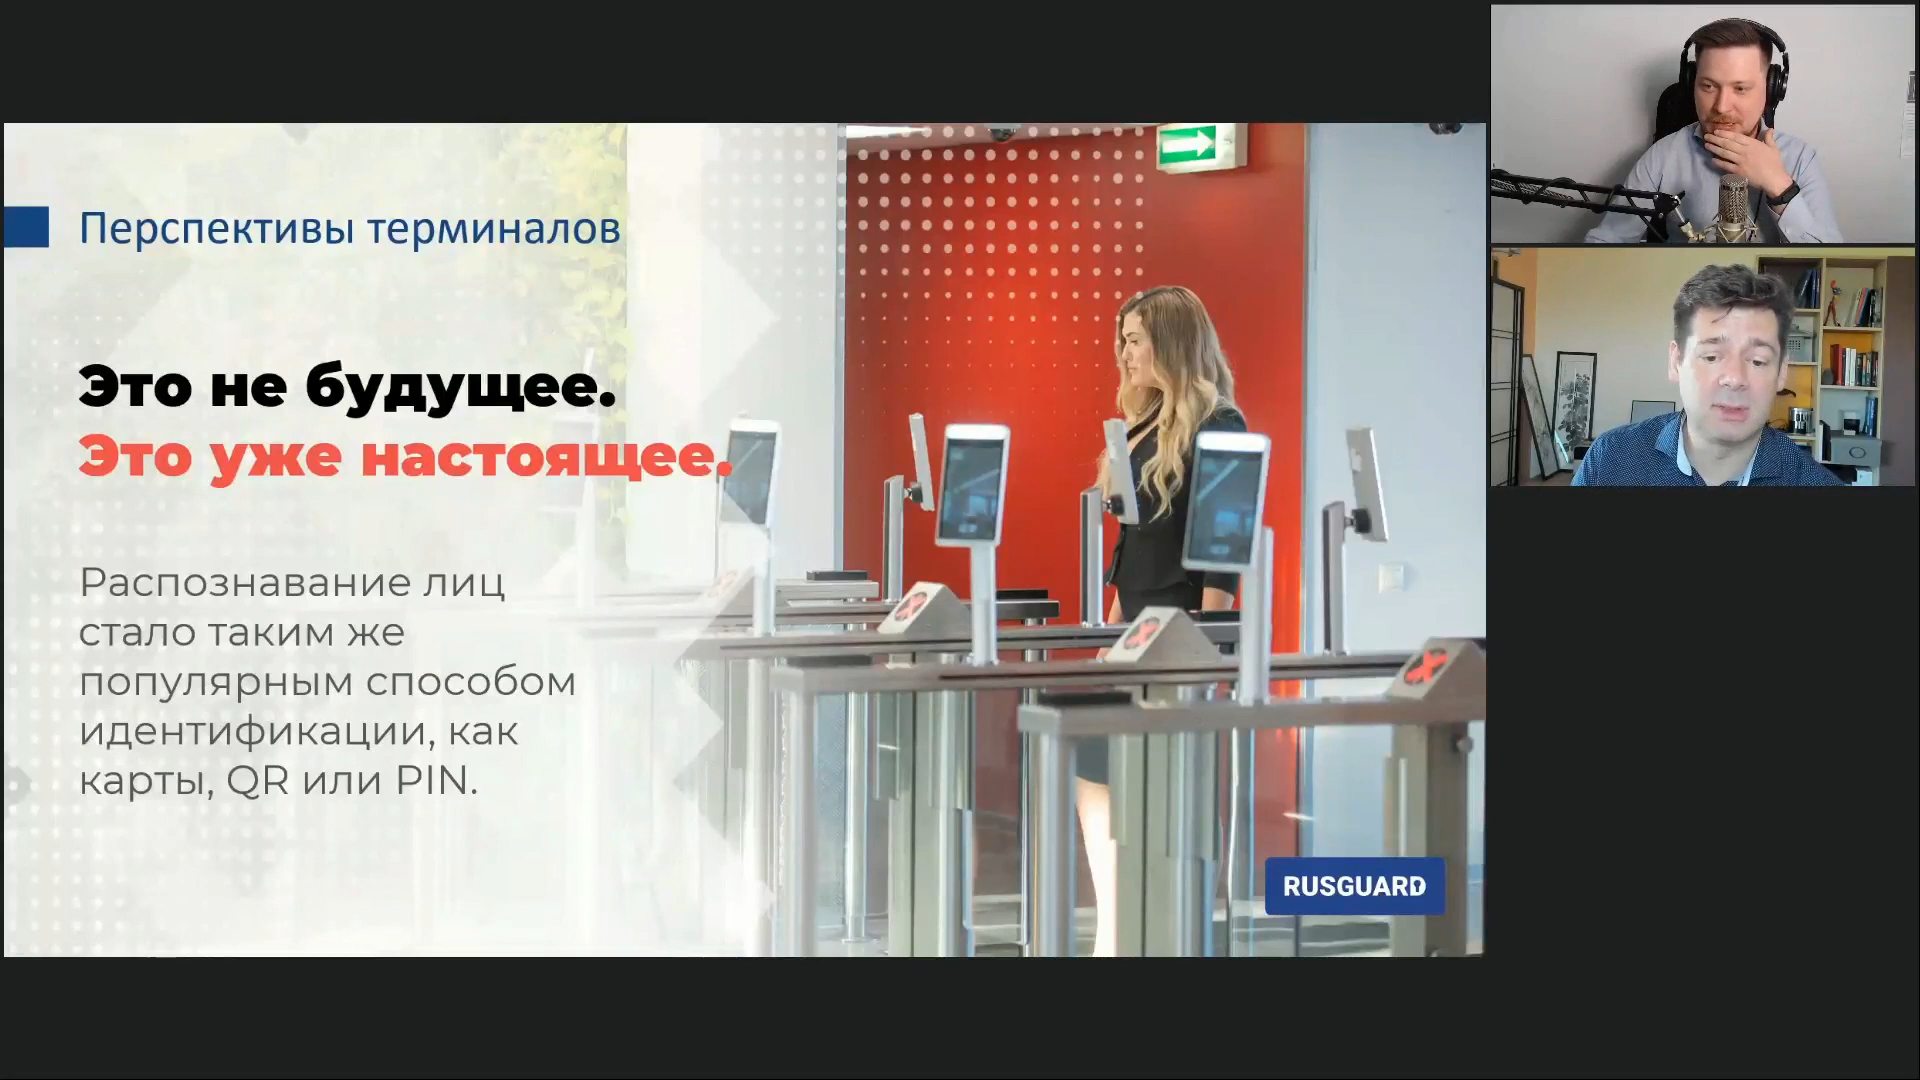 Перспективы терминалов
Это не будущее.
Это уже настоящее.
Распознавание лиц
стало таким же
популярным способом
идентификации, как
карты, QR или PIN.
RUSGUARD